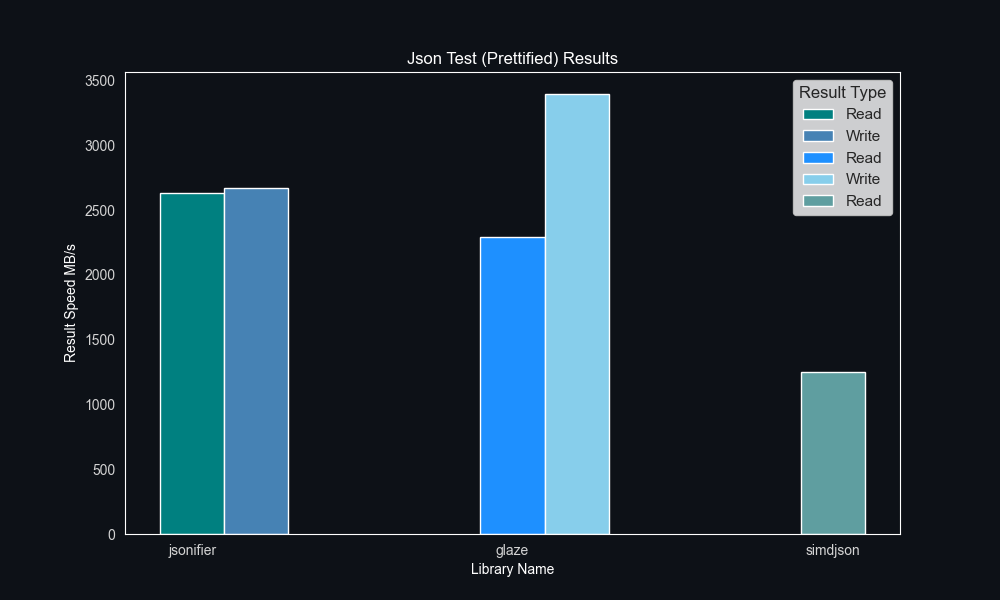 Json Test (Prettified) Results
Result Speed MB/s
3500
3000
2500
2000
1500
1000
500
0
Result Type
Read
Write
Read
Write
Read
jsonifier
glaze
simdjson
Library Name